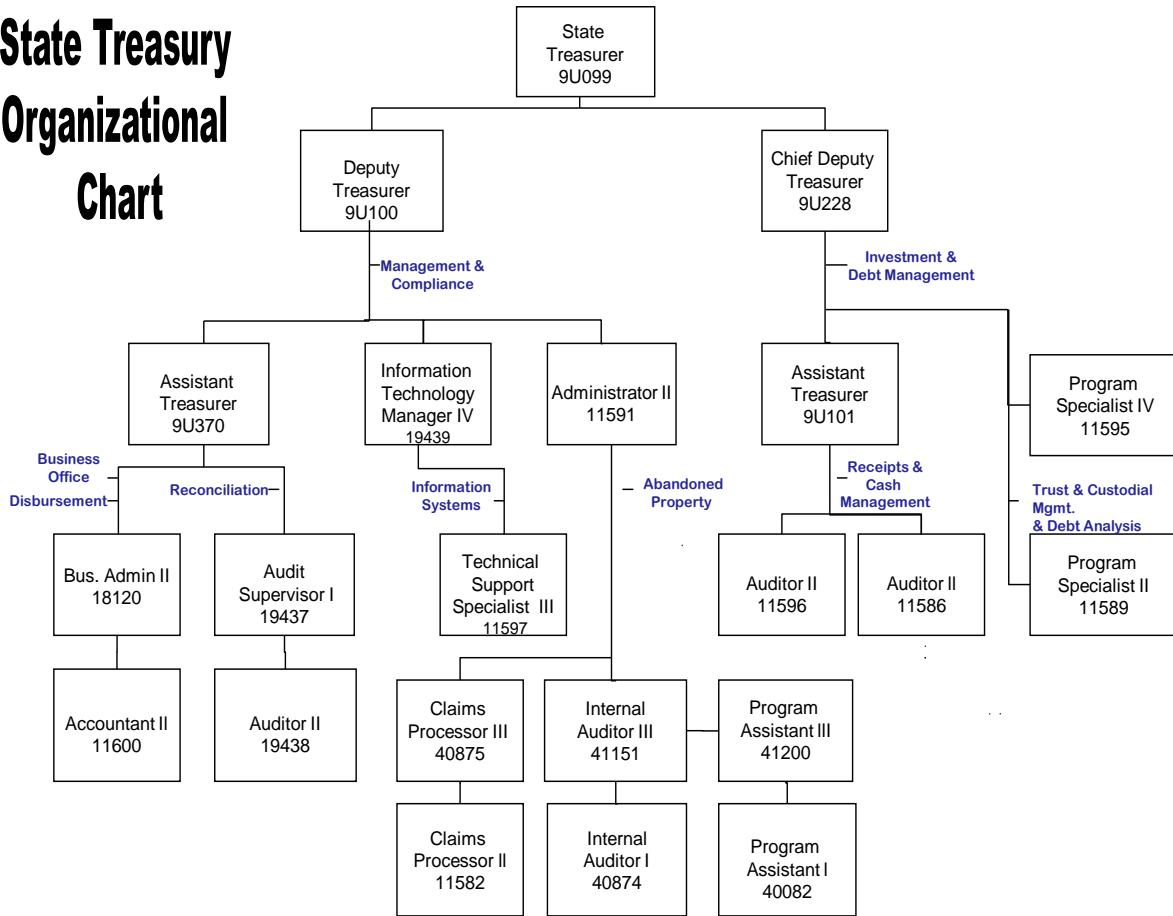 State Treasury
Organizational
Chart
State
Treasurer
9U099
Deputy
Treasurer
9U100
Chief Deputy
Treasurer
9U228
Management &
Compliance
Investment &
Debt Management
Assistant
Treasurer
9U370
Information
Technology
Manager IV
19439
Administrator II
11591
Assistant
Treasurer
9U101
Program
Specialist IV
11595
Business
Office
Disbursement
Reconciliation
Information
Systems
Abandoned
Property
Receipts &
Cash
Management
Trust & Custodial
Mgmt.
& Debt Analysis
Bus. Admin II
18120
Audit
Supervisor I
19437
Technical
Support
Specialist III
11597
Auditor II
11596
Auditor II
11586
Program
Specialist II
11589
Accountant II
11600
Auditor II
19438
Claims
Processor III
40875
Internal
Auditor III
41151
Program
Assistant III
41200
Claims
Processor II
11582
Internal
Auditor I
40874
Program
Assistant I
40082